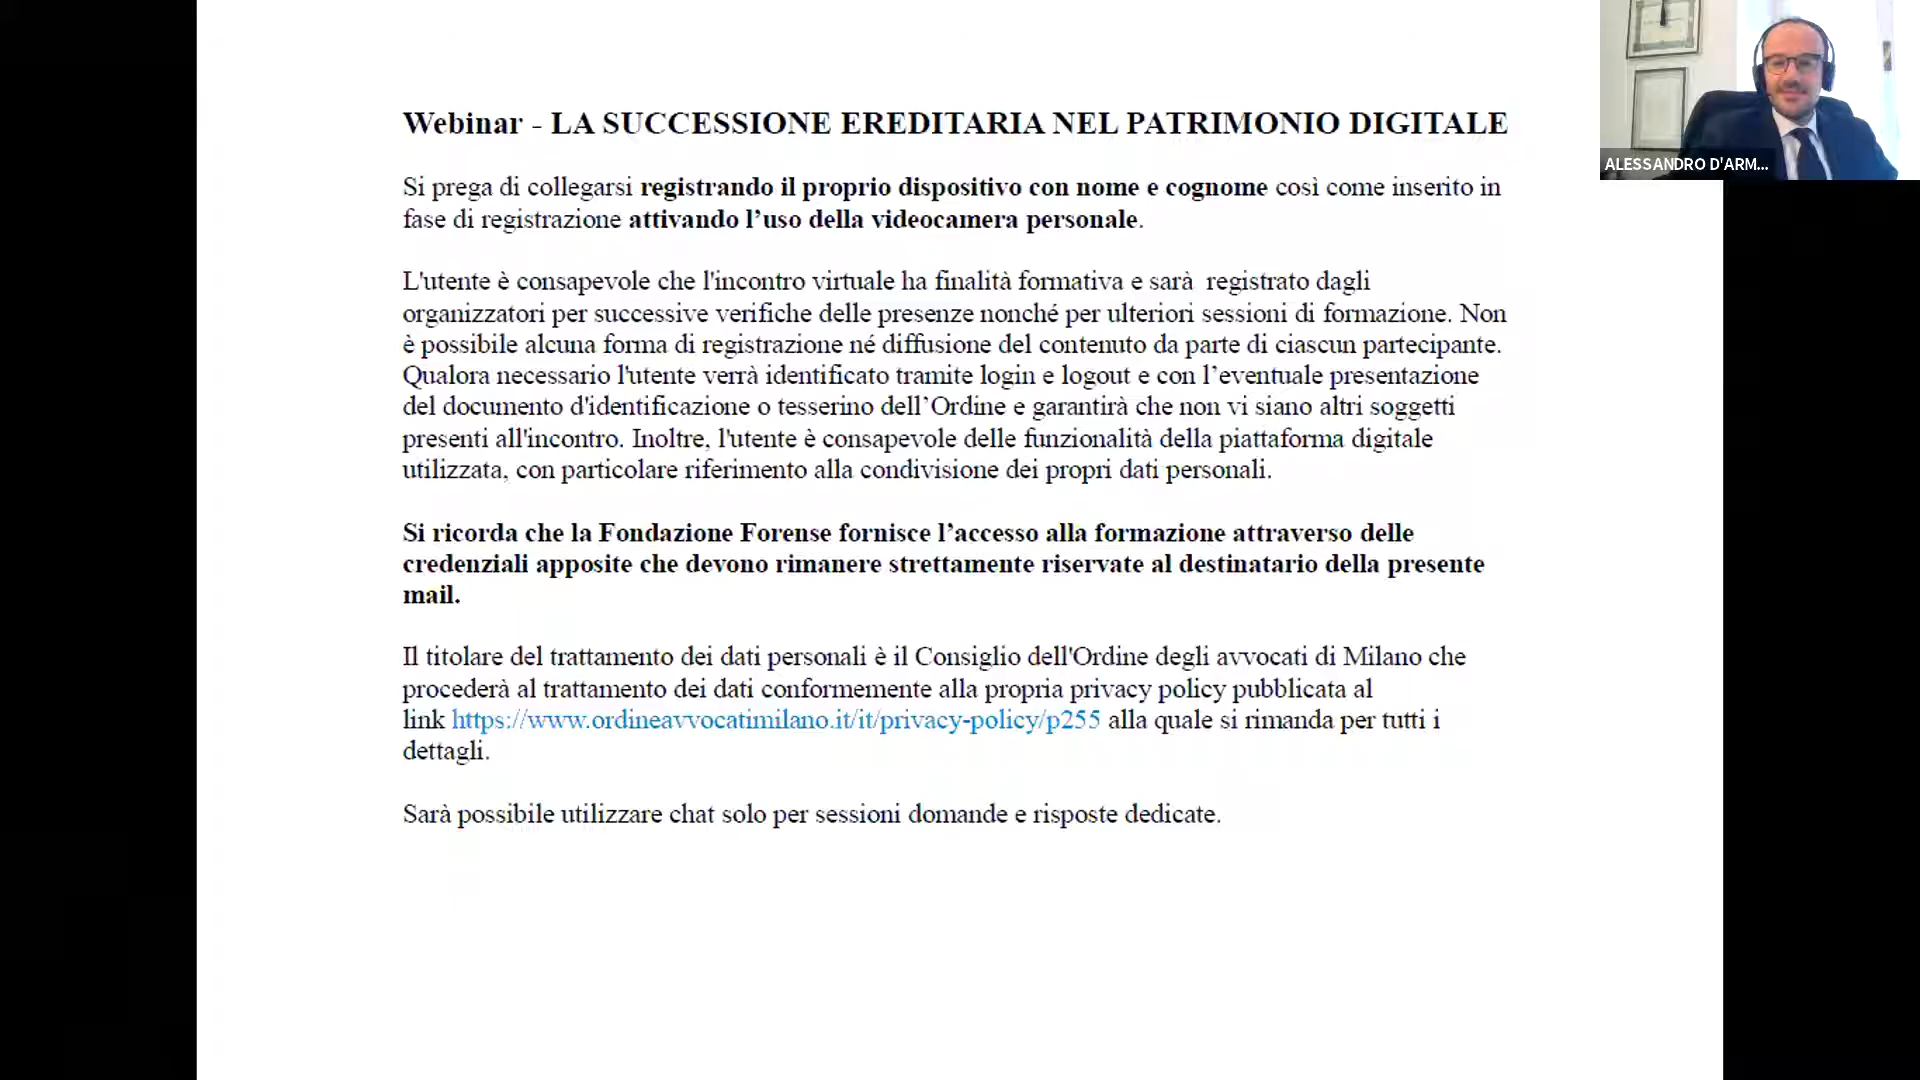 Webinar - LA SUCCESSIONE EREDITARIA NEL PATRIMONIO DIGITALE
Si prega di collegarsi registrando il proprio dispositivo con nome e cognome così come inserito in
fase di registrazione attivando l’uso della videocamera personale.
L'utente è consapevole che l'incontro virtuale ha finalità formativa e sarà  registrato dagli
organizzatori per successive verifiche delle presenze nonché per ulteriori sessioni di formazione. Non
è possibile alcuna forma di registrazione né diffusione del contenuto da parte di ciascun partecipante.
Qualora necessario l'utente verrà identificato tramite login e logout e con l’eventuale presentazione
del documento d'identificazione o tesserino dell’Ordine e garantirà che non vi siano altri soggetti
presenti all'incontro. Inoltre, l'utente è consapevole delle funzionalità della piattaforma digitale
utilizzata, con particolare riferimento alla condivisione dei propri dati personali.
Si ricorda che la Fondazione Forense fornisce l’accesso alla formazione attraverso delle
credenziali apposite che devono rimanere strettamente riservate al destinatario della presente
mail.
Il titolare del trattamento dei dati personali è il Consiglio dell'Ordine degli avvocati di Milano che
procederà al trattamento dei dati conformemente alla propria privacy policy pubblicata al
link https://www.ordineavvocatimilano.it/it/privacy-policy/p255 alla quale si rimanda per tutti i
dettagli.
Sarà possibile utilizzare chat solo per sessioni domande e risposte dedicate.
ALESSANDRO D'ARM...